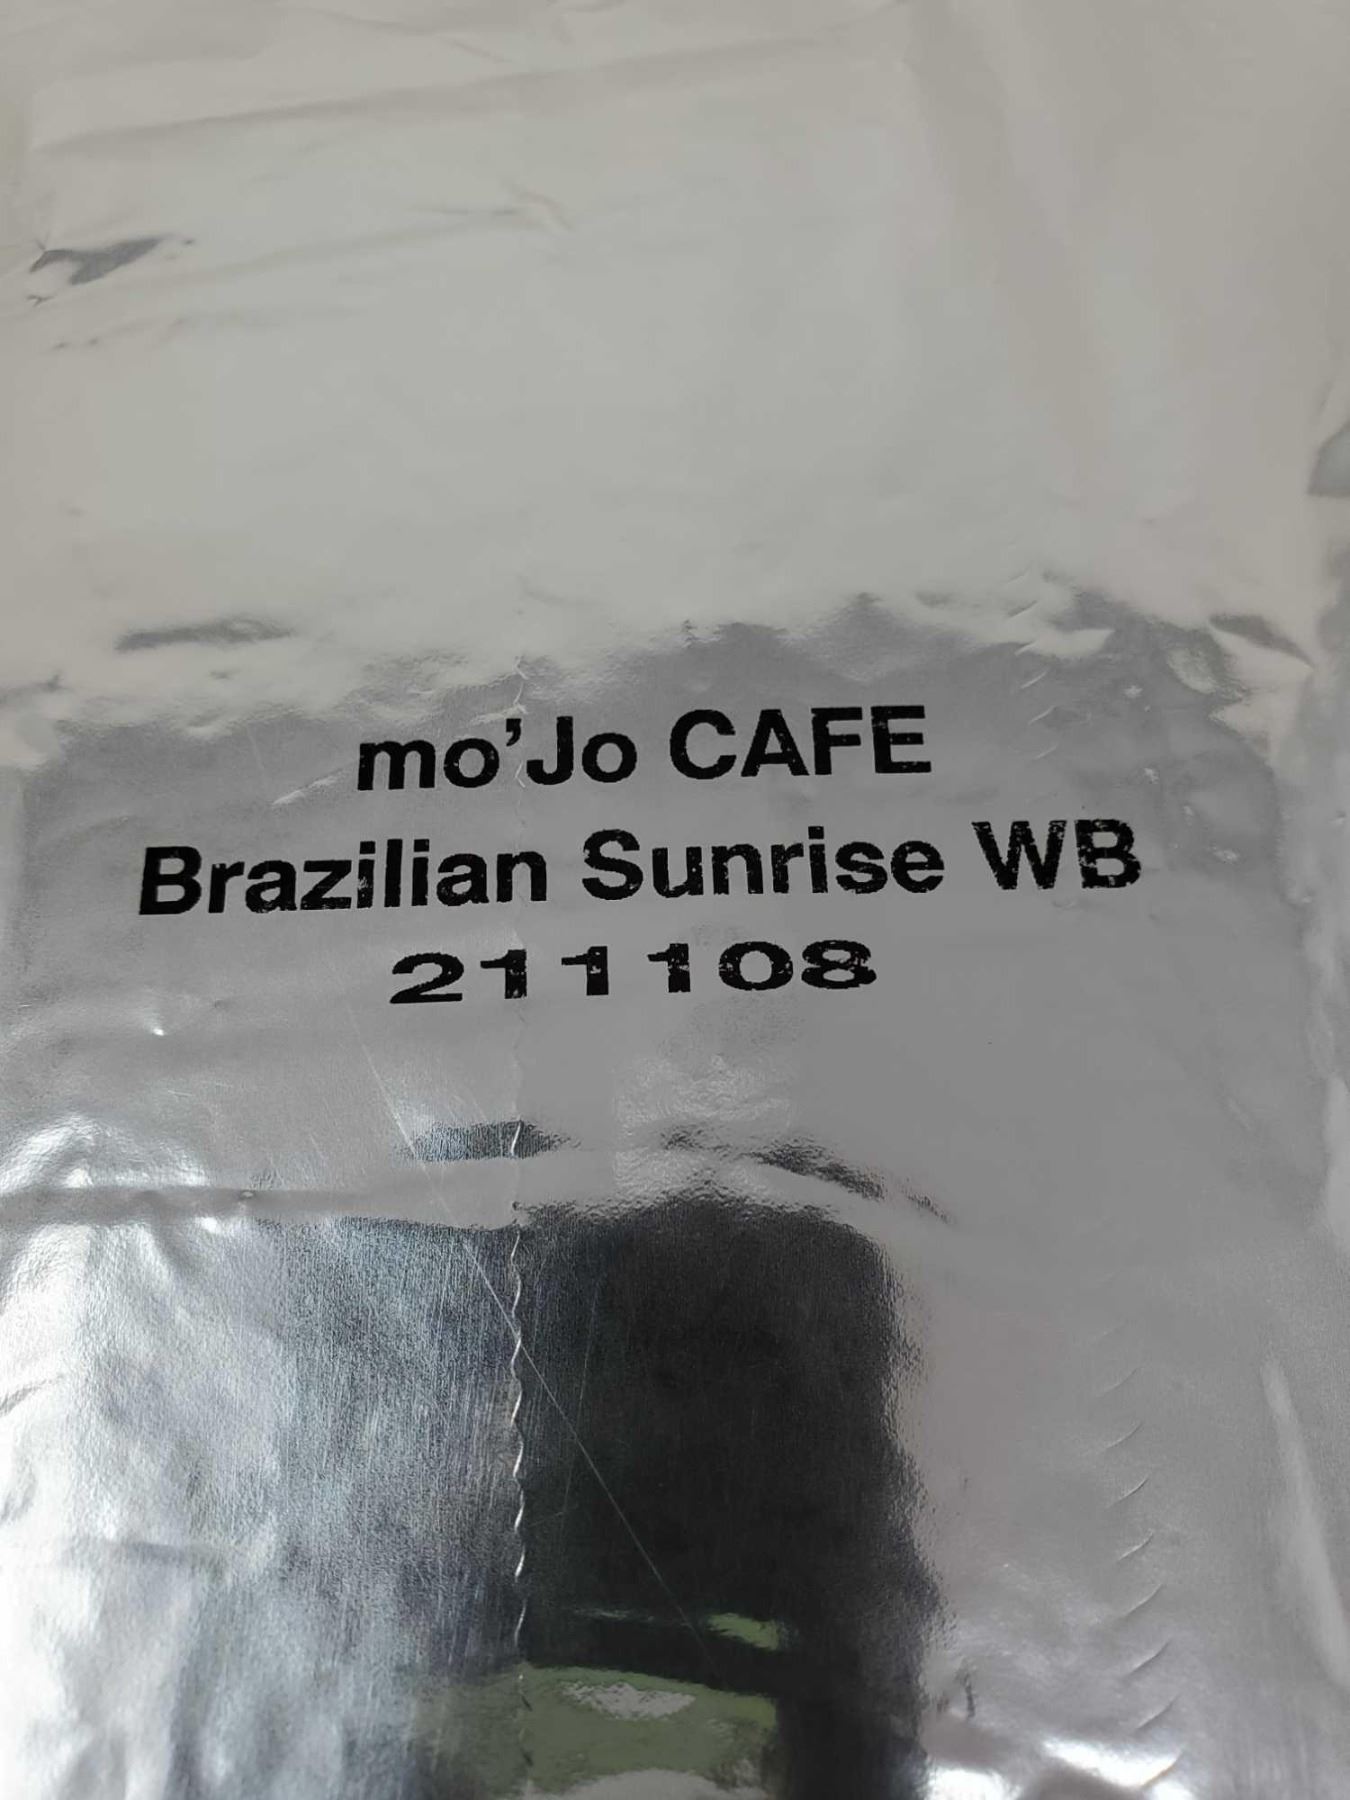 mo’Jo CAFE
Brazilian Sunrise WB
211108